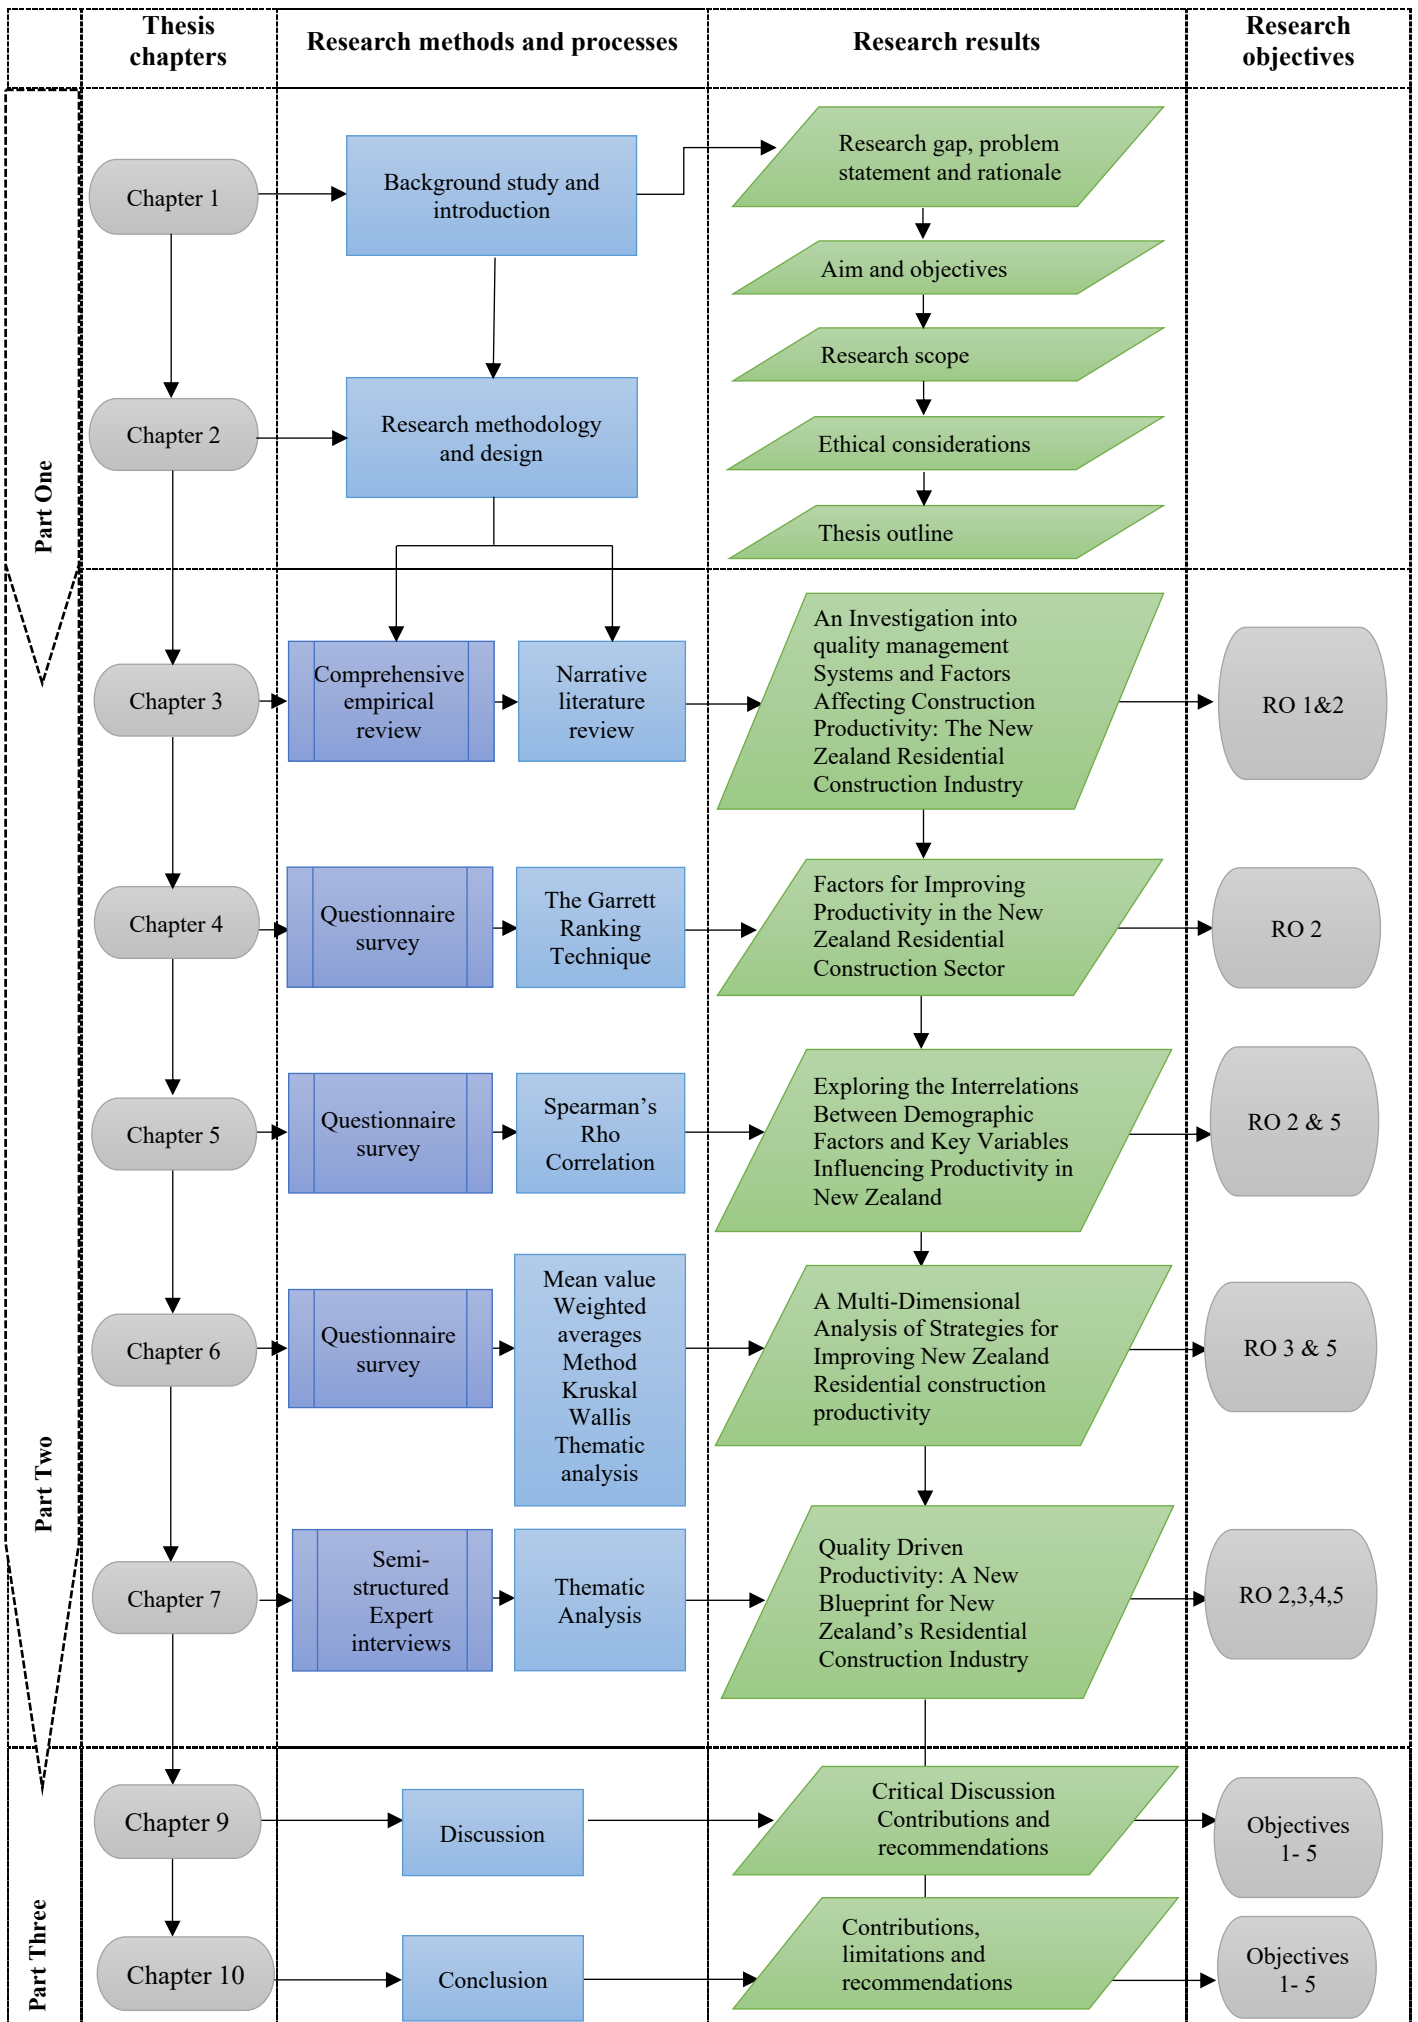 Thesis
chapters
Research methods and processes
Research results
Research
objectives
Part One
Chapter 1
Background study and
introduction
Research gap, problem
statement and rationale
Aim and objectives
Research scope
Chapter 2
Research methodology
and design
Ethical considerations
Thesis outline
Part Two
Chapter 3
Comprehensive
empirical
review
Narrative
literature
review
An Investigation into
quality management
Systems and Factors
Affecting Construction
Productivity: The New
Zealand Residential
Construction Industry
RO 1&2
Chapter 4
Questionnaire
survey
The Garrett
Ranking
Technique
Factors for Improving
Productivity in the New
Zealand Residential
Construction Sector
RO 2
Chapter 5
Questionnaire
survey
Spearman’s
Rho
Correlation
Exploring the Interrelations
Between Demographic
Factors and Key Variables
Influencing Productivity in
New Zealand
RO 2 & 5
Chapter 6
Questionnaire
survey
Mean value
Weighted
averages
Method
Kruskal
Wallis
Thematic
analysis
A Multi-Dimensional
Analysis of Strategies for
Improving New Zealand
Residential construction
productivity
RO 3 & 5
Chapter 7
Semi-
structured
Expert
interviews
Thematic
Analysis
Quality Driven
Productivity: A New
Blueprint for New
Zealand’s Residential
Construction Industry
RO 2,3,4,5
Part Three
Chapter 9
Discussion
Critical Discussion
Contributions and
recommendations
Objectives
1- 5
Chapter 10
Conclusion
Contributions,
limitations and
recommendations
Objectives
1- 5